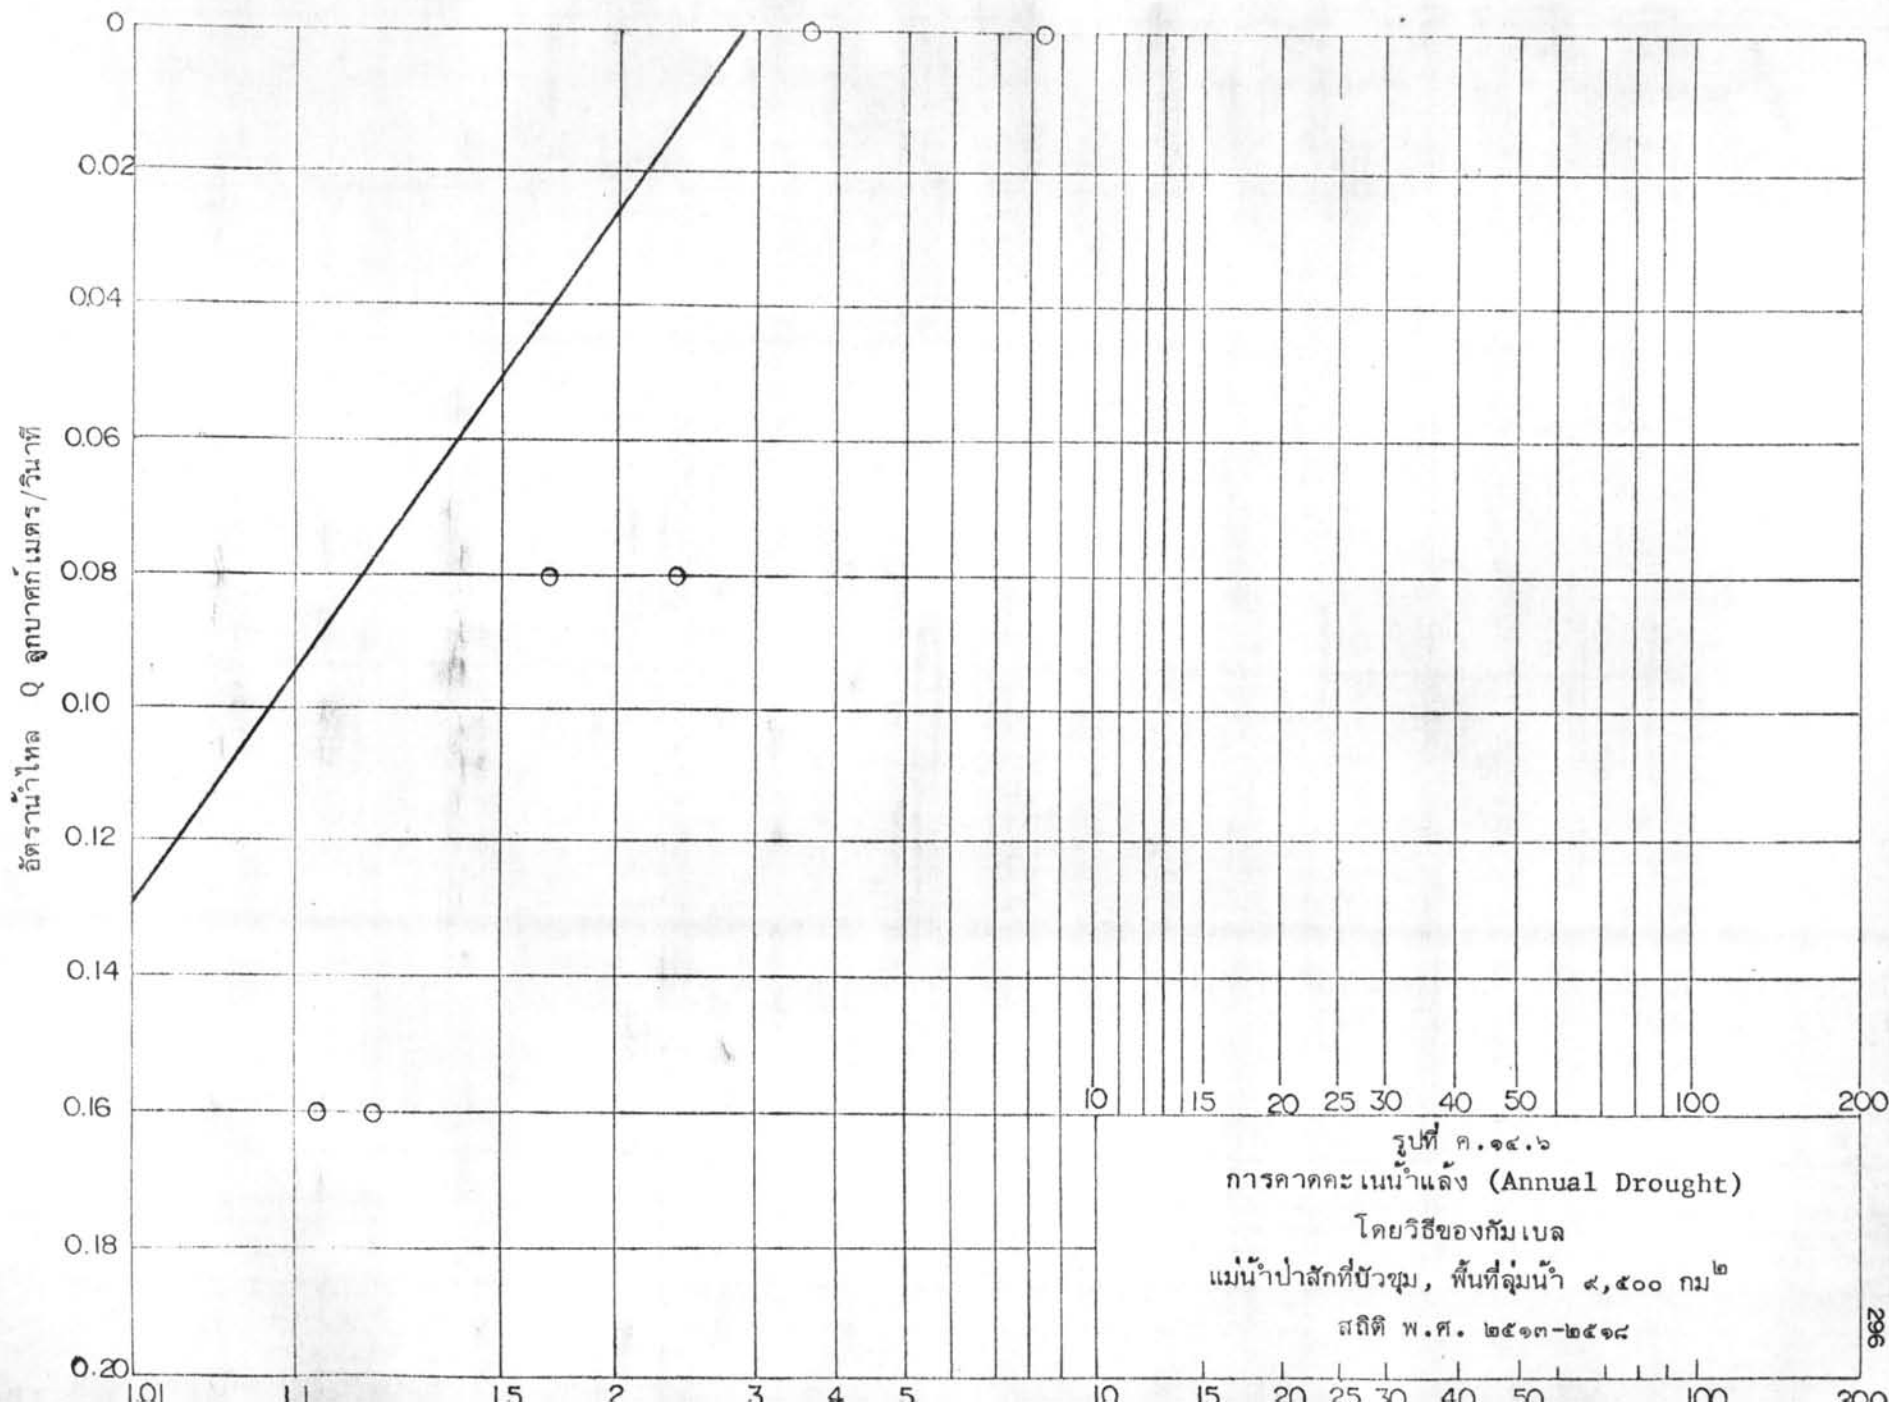 0
0.02
0.04
0.06
0.08
0.10
0.12
0.14
0.16
0.18
0.20
อัตราน้ำไหล Q ลูกบาศก์เมตร/วินาที
10 15 20 25 30 40 50 100 200
รูปที่ ค.๑๔.๖
การคาดคะเนน้ำแล้ง (Annual Drought)
โดยวิธีของกัมเบล
แม่น้ำป่าสักที่บัวชุม, พื้นที่ลุ่มน้ำ ๙,๕๐๐ กม๒
สถิติ พ.ศ. ๒๕๑๓-๒๕๑๘
296
1.01 1.1 1.5 2 3 4 5 10 15 20 25 30 40 50 100 200